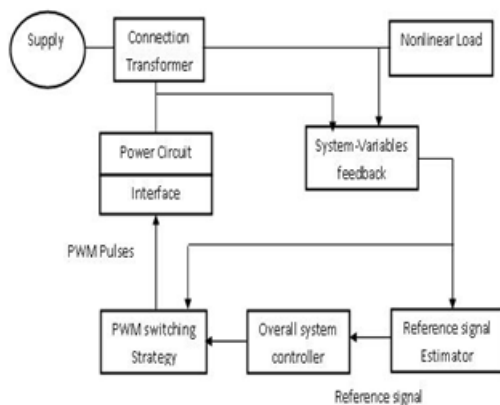 Supply
Connection
Transformer
Nonlinear Load
Power Circuit
Interface
System-Variables
feedback
PWM Pulses
PWM switching
Strategy
Overall system
controller
Reference signal
Estimator
Reference signal